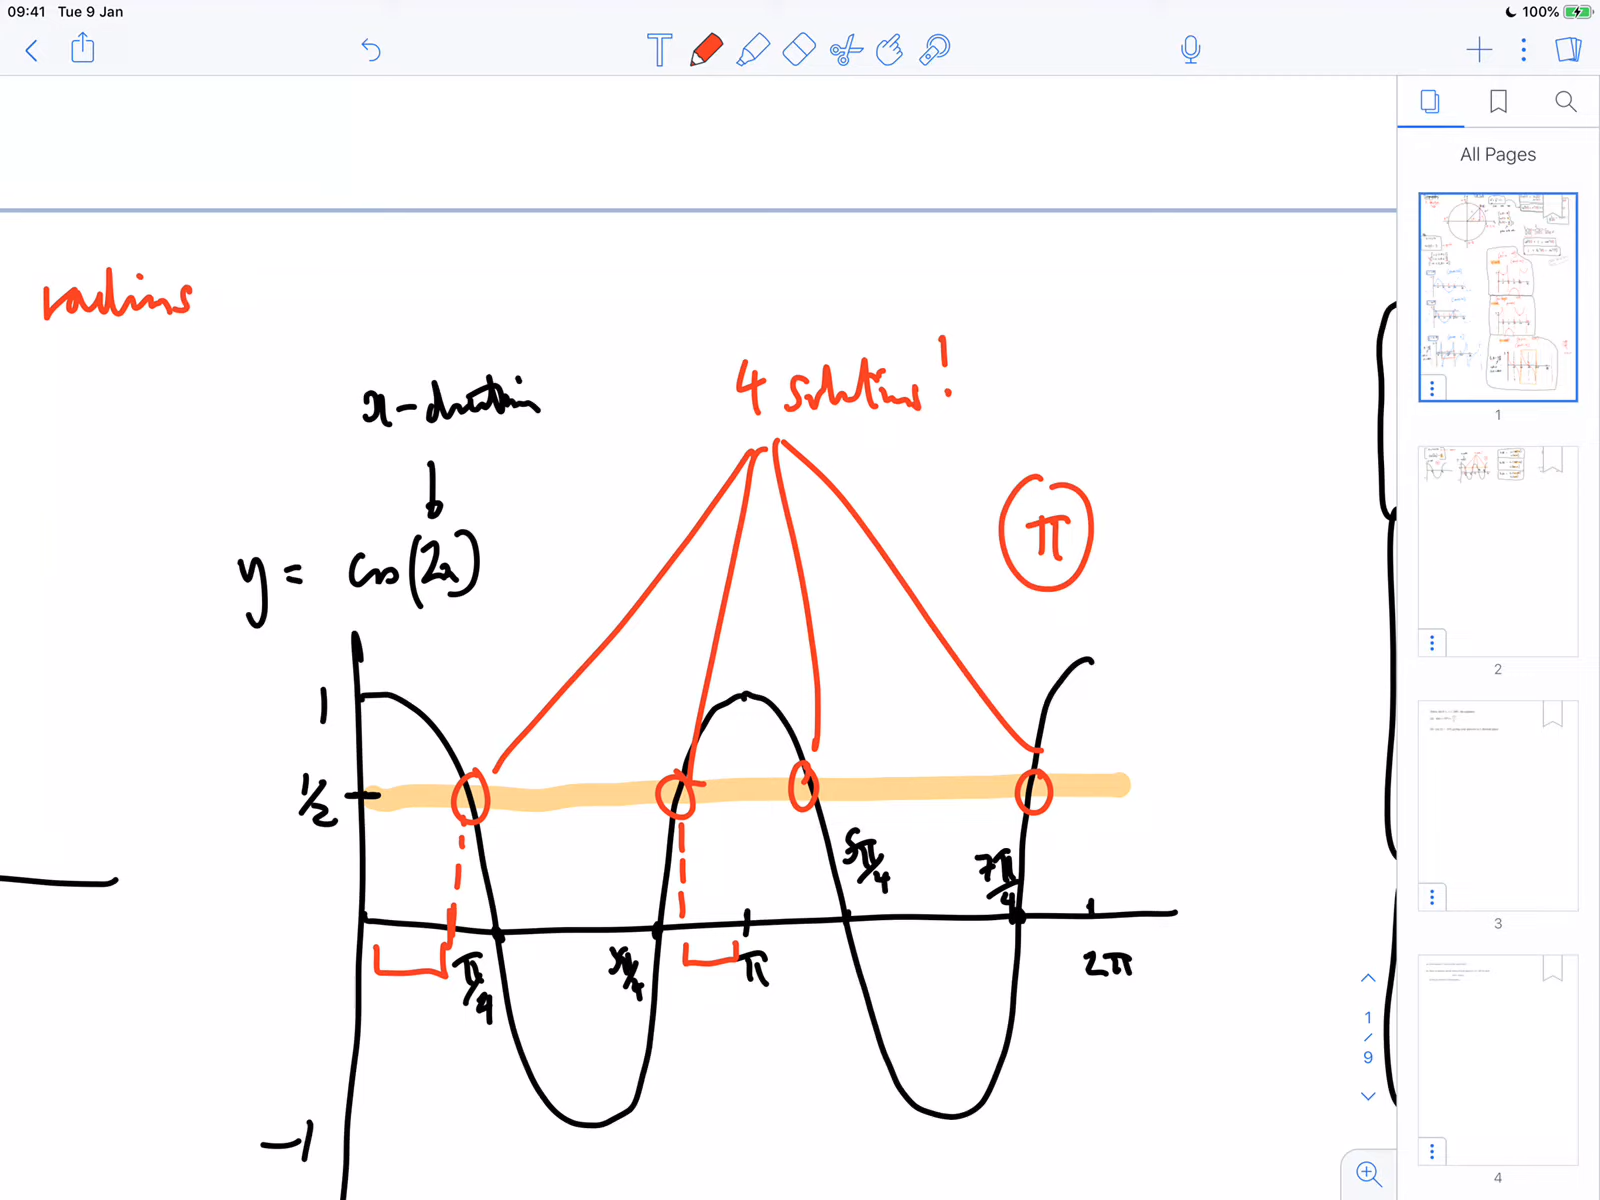 09:41 Tue 9 Jan
100%
All Pages
radians
4 solutions!
x-direction
π
y = cos(2x)
1
1/2
5π/4
7π/4
π/4
3π/4
π
2π
-1
1
/
9
1
2
3
4